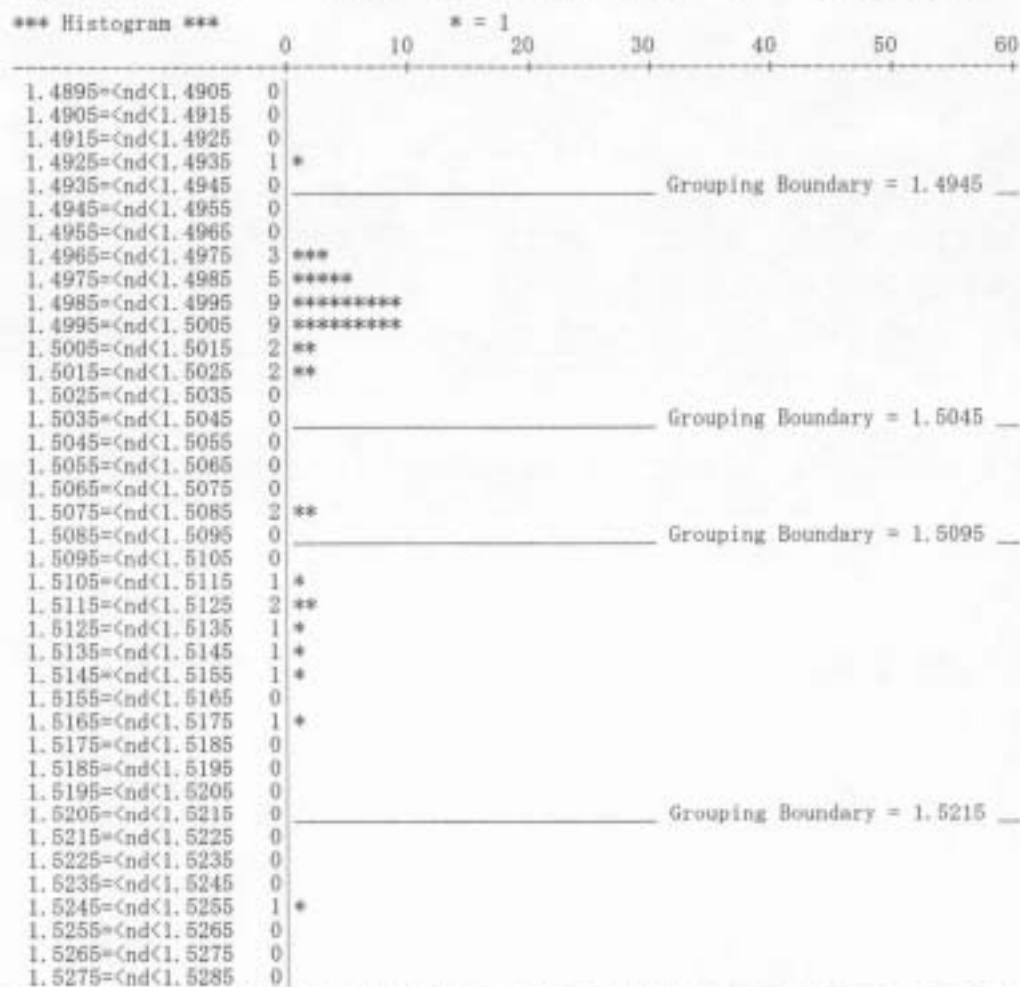 *** Histogram *** * = 1
0 10 20 30 40 50 60
1.4895=<nd<1.4905 0
1.4905=<nd<1.4915 0
1.4915=<nd<1.4925 0
1.4925=<nd<1.4935 1 *
1.4935=<nd<1.4945 0 Grouping Boundary = 1.4945
1.4945=<nd<1.4955 0
1.4955=<nd<1.4965 0
1.4965=<nd<1.4975 3 ***
1.4975=<nd<1.4985 5 *****
1.4985=<nd<1.4995 9 *********
1.4995=<nd<1.5005 9 *********
1.5005=<nd<1.5015 2 **
1.5015=<nd<1.5025 2 **
1.5025=<nd<1.5035 0
1.5035=<nd<1.5045 0 Grouping Boundary = 1.5045
1.5045=<nd<1.5055 0
1.5055=<nd<1.5065 0
1.5065=<nd<1.5075 0
1.5075=<nd<1.5085 2 **
1.5085=<nd<1.5095 0 Grouping Boundary = 1.5095
1.5095=<nd<1.5105 0
1.5105=<nd<1.5115 1 *
1.5115=<nd<1.5125 2 **
1.5125=<nd<1.5135 1 *
1.5135=<nd<1.5145 1 *
1.5145=<nd<1.5155 1 *
1.5155=<nd<1.5165 0
1.5165=<nd<1.5175 1 *
1.5175=<nd<1.5185 0
1.5185=<nd<1.5195 0
1.5195=<nd<1.5205 0
1.5205=<nd<1.5215 0 Grouping Boundary = 1.5215
1.5215=<nd<1.5225 0
1.5225=<nd<1.5235 0
1.5235=<nd<1.5245 0
1.5245=<nd<1.5255 1 *
1.5255=<nd<1.5265 0
1.5265=<nd<1.5275 0
1.5275=<nd<1.5285 0